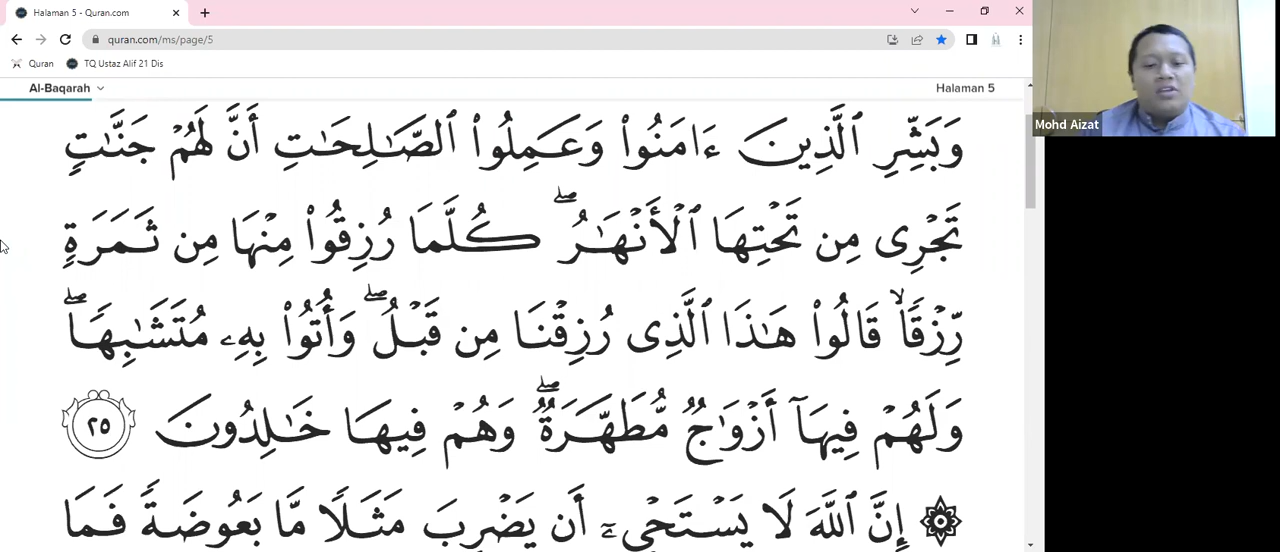 Halaman 5 - Quran.com
quran.com/ms/page/5
Quran
TQ Ustaz Alif 21 Dis
Al-Baqarah
Halaman 5
Mohd Aizat
وَبَشِّرِ ٱلَّذِينَ ءَامَنُوا۟ وَعَمِلُوا۟ ٱلصَّـٰلِحَـٰتِ أَنَّ لَهُمْ جَنَّـٰتٍۢ
تَجْرِى مِن تَحْتِهَا ٱلْأَنْهَـٰرُ ۖ كُلَّمَا رُزِقُوا۟ مِنْهَا مِن ثَمَرَةٍۢ
رِّزْقًۭا ۙ قَالُوا۟ هَـٰذَا ٱلَّذِى رُزِقْنَا مِن قَبْلُ ۖ وَأُتُوا۟ بِهِۦ مُتَشَـٰبِهًۭا ۖ
وَلَهُمْ فِيهَآ أَزْوَٰجٌۭ مُّطَهَّرَةٌۭ ۖ وَهُمْ فِيهَا خَـٰلِدُونَ ٢٥
۞ إِنَّ ٱللَّهَ لَا يَسْتَحْىِۦٓ أَن يَضْرِبَ مَثَلًۭا مَّا بَعُوضَةًۭ فَمَا